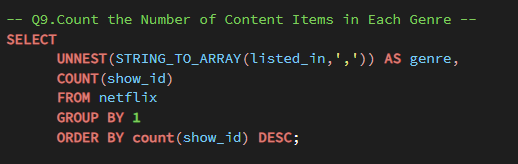 -- Q9.Count the Number of Content Items in Each Genre --
SELECT
UNNEST(STRING_TO_ARRAY(listed_in,',')) AS genre,
COUNT(show_id)
FROM netflix
GROUP BY 1
ORDER BY count(show_id) DESC;